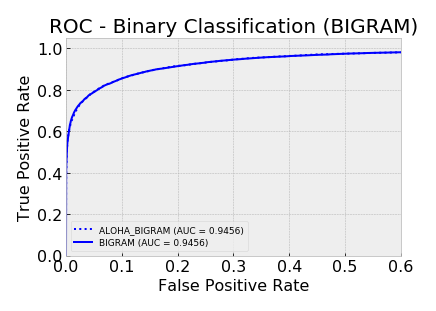 ROC - Binary Classification (BIGRAM)
True Positive Rate
1.0
0.8
0.6
0.4
0.2
0.0
ALOHA_BIGRAM (AUC = 0.9456)
BIGRAM (AUC = 0.9456)
0.0 0.1 0.2 0.3 0.4 0.5 0.6
False Positive Rate